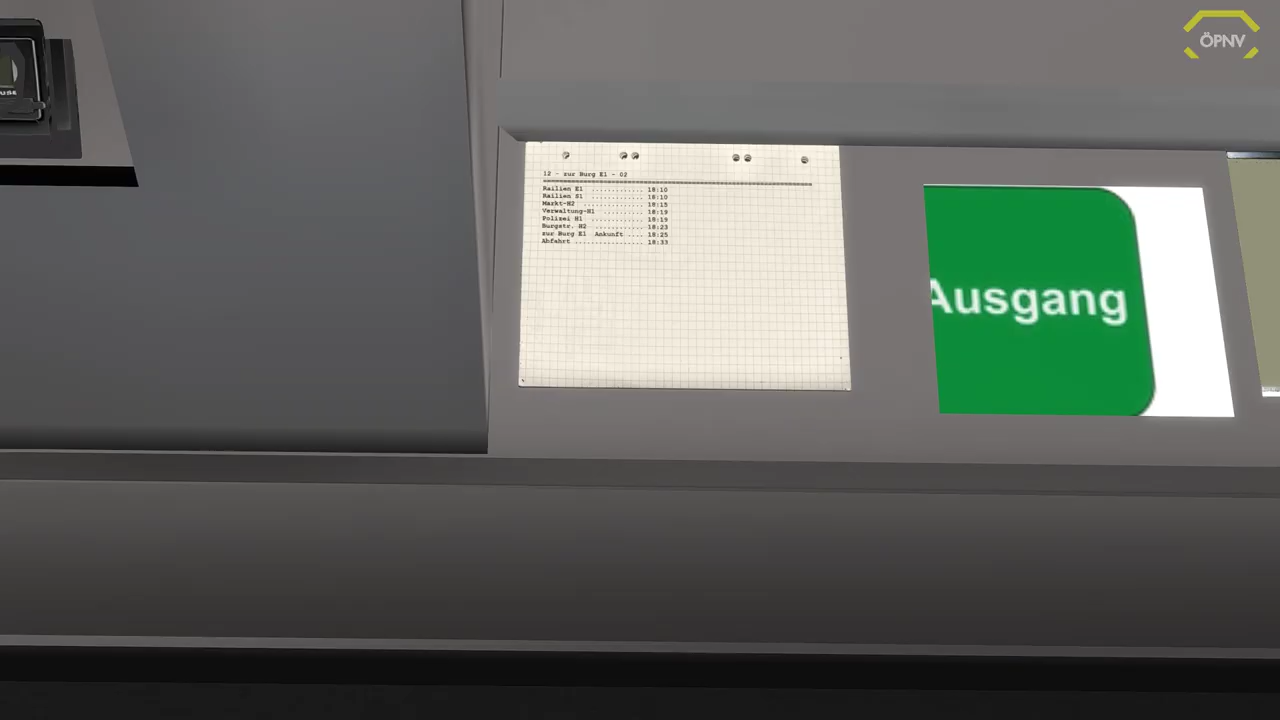 ÖPNV
12 - zur Burg E1 - 02
Railien E1 ............. 18:10
Railien S1 ............. 18:10
Markt-H2 ............... 18:15
Verwaltung-H1 .......... 18:19
Polizei H1 ............. 18:19
Burgstr. H2 ............ 18:23
zur Burg E1 Ankunft .... 18:25
Abfahrt ................ 18:33
Ausgang